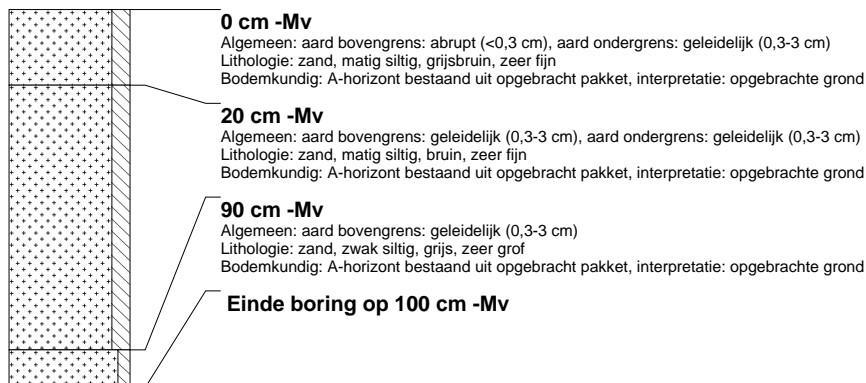 0 cm -Mv
Algemeen: aard bovengrens: abrupt (<0,3 cm), aard ondergrens: geleidelijk (0,3-3 cm)
Lithologie: zand, matig siltig, grijsbruin, zeer fijn
Bodemkundig: A-horizont bestaand uit opgebracht pakket, interpretatie: opgebrachte grond
20 cm -Mv
Algemeen: aard bovengrens: geleidelijk (0,3-3 cm), aard ondergrens: geleidelijk (0,3-3 cm)
Lithologie: zand, matig siltig, bruin, zeer fijn
Bodemkundig: A-horizont bestaand uit opgebracht pakket, interpretatie: opgebrachte grond
90 cm -Mv
Algemeen: aard bovengrens: geleidelijk (0,3-3 cm)
Lithologie: zand, zwak siltig, grijs, zeer grof
Bodemkundig: A-horizont bestaand uit opgebracht pakket, interpretatie: opgebrachte grond
Einde boring op 100 cm -Mv